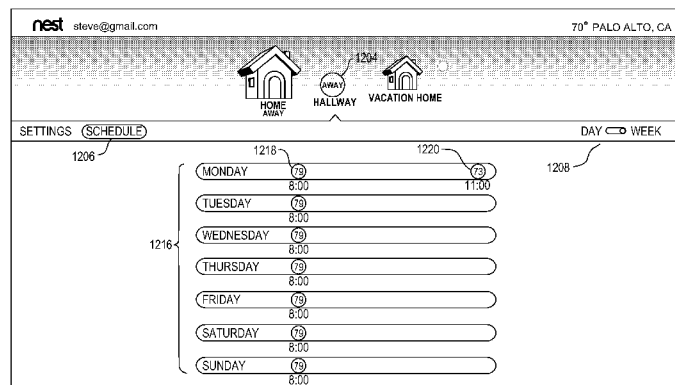 nest steve@gmail.com 70° PALO ALTO, CA
1204
AWAY
HOME
AWAY
HALLWAY
VACATION HOME
SETTINGS SCHEDULE DAY WEEK
1206 1218 1220 1208
MONDAY 79 73
8:00 11:00
TUESDAY 79
8:00
1216
WEDNESDAY 79
8:00
THURSDAY 79
8:00
FRIDAY 79
8:00
SATURDAY 79
8:00
SUNDAY 79
8:00